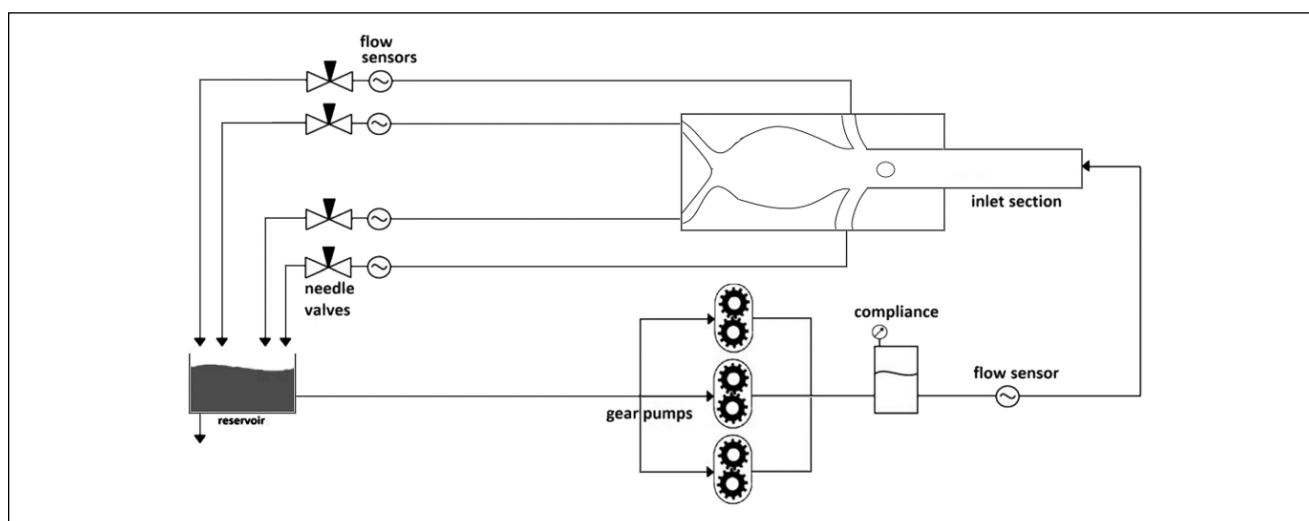 flow
sensors
inlet section
needle
valves
compliance
flow sensor
gear pumps
reservoir